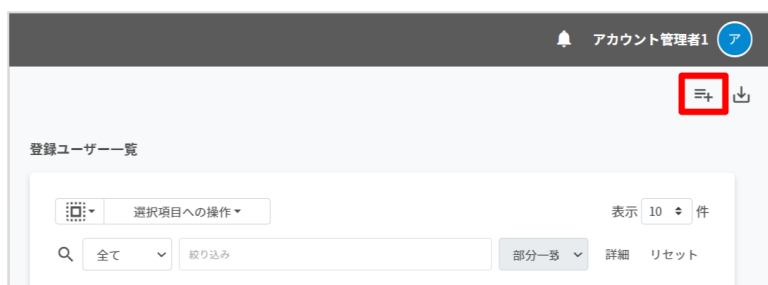 アカウント管理者1 ア
登録ユーザー一覧
選択項目への操作 表示 10 件
全て 絞り込み 部分一致 詳細 リセット